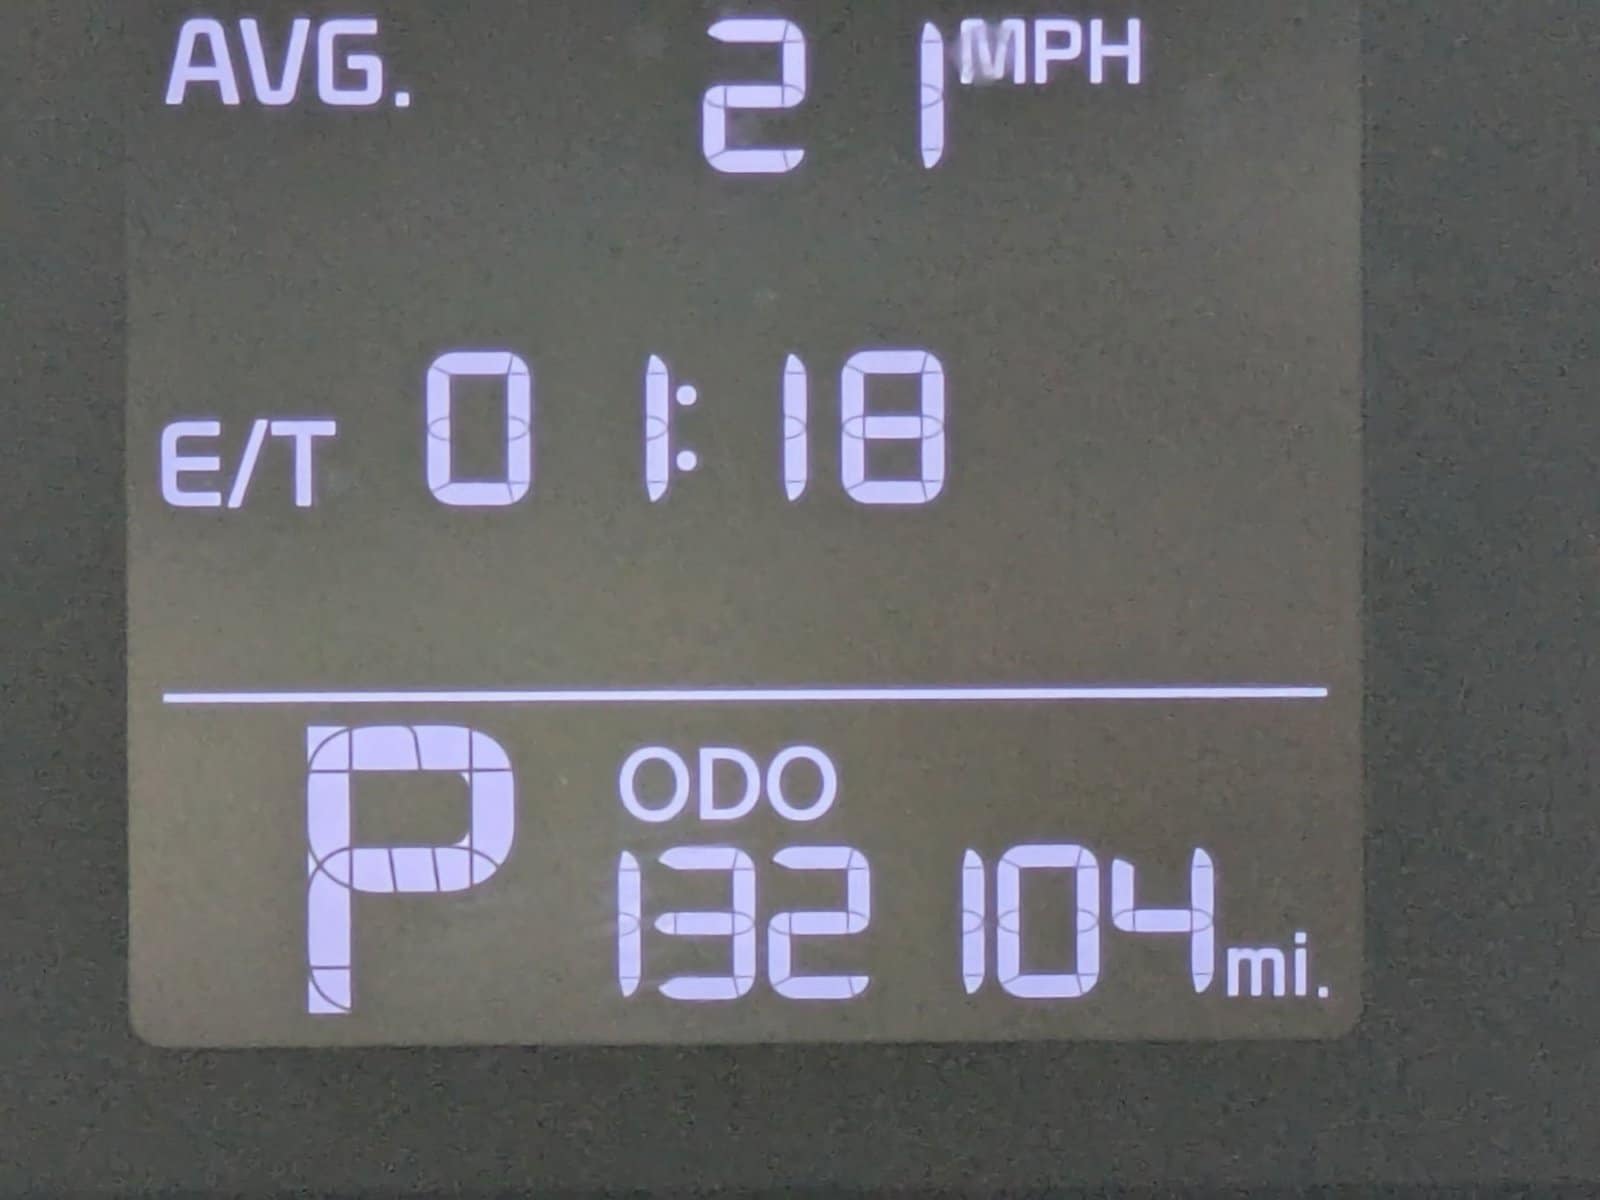 AVG. 21 MPH
E/T 01:18
P ODO
132104 mi.